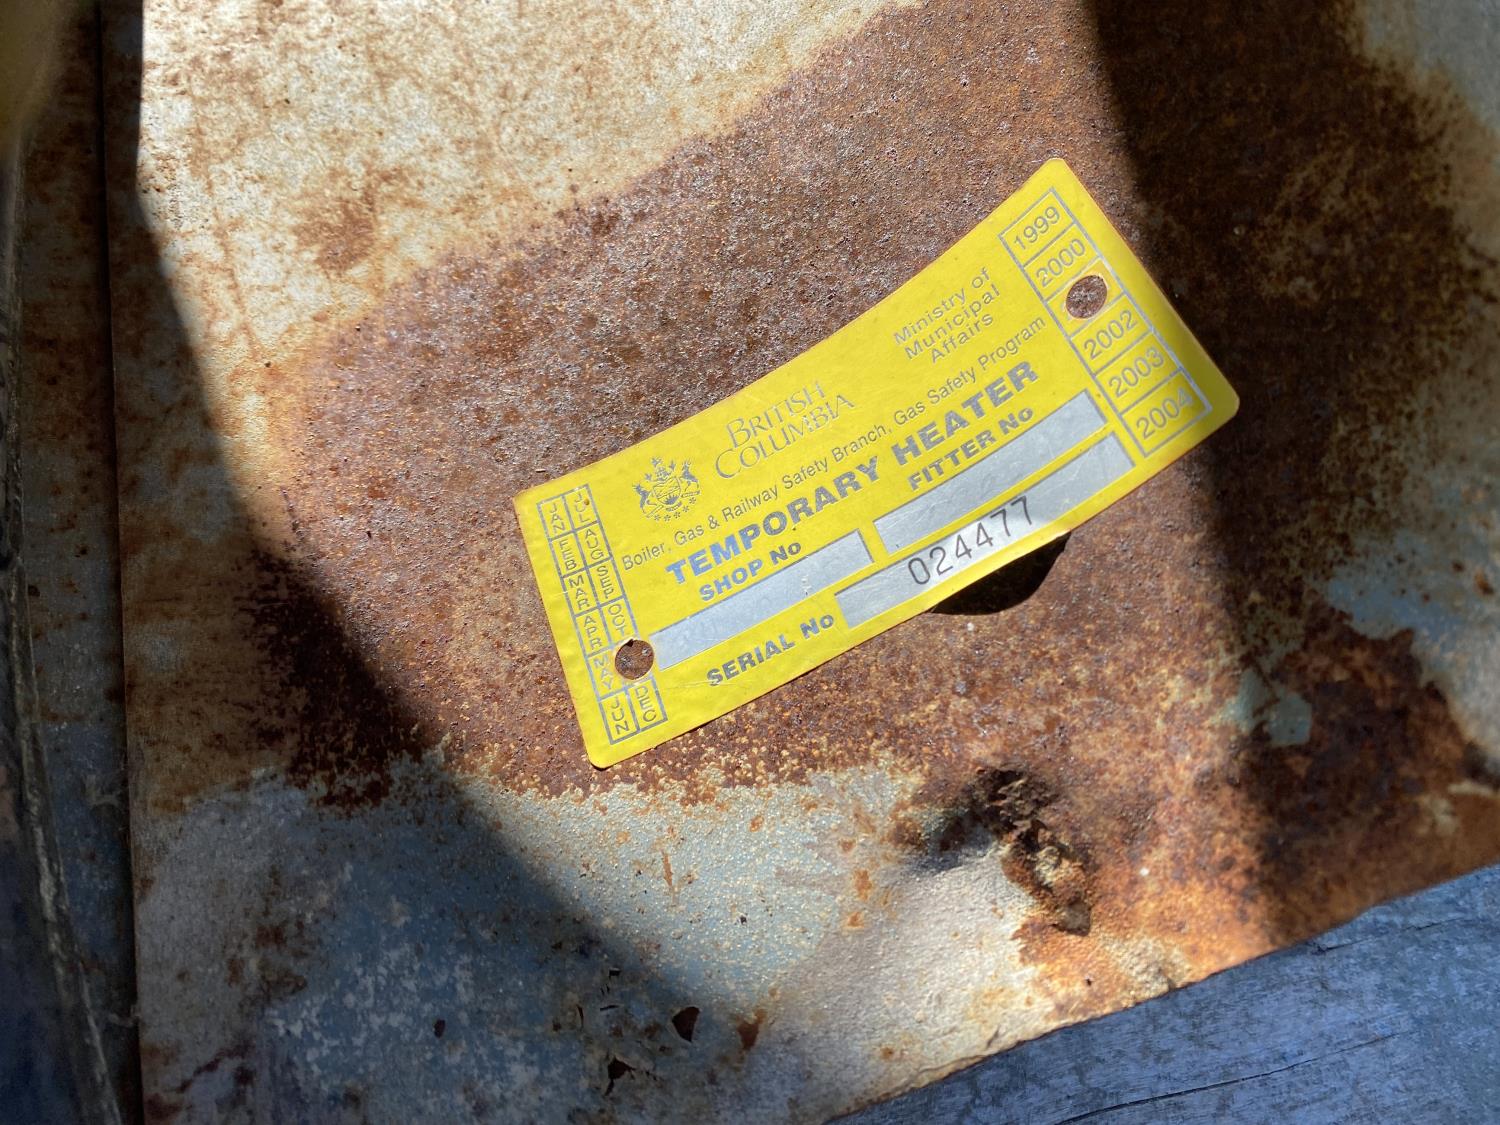 BRITISH
COLUMBIA
Ministry of
Municipal
Affairs
Boiler, Gas & Railway Safety Branch, Gas Safety Program
TEMPORARY HEATER
SHOP No
FITTER No
SERIAL No 024477
JAN
FEB
MAR
APR
MAY
JUN
JUL
AUG
SEP
OCT
DEC
1999
2000
2002
2003
2004